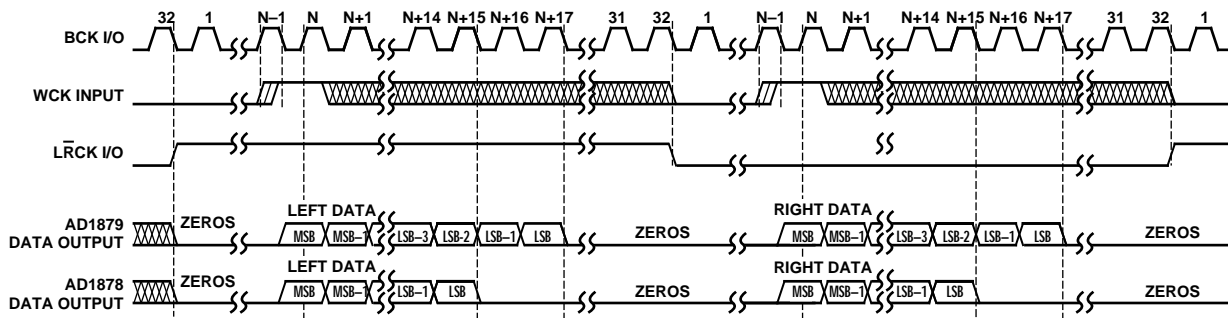 32 1 N–1 N N+1 N+14 N+15 N+16 N+17 31 32 1 N–1 N N+1 N+14 N+15 N+16 N+17 31 32 1
BCK I/O
WCK INPUT
LR̄CK I/O
AD1879 DATA OUTPUT
ZEROS
LEFT DATA
MSB MSB–1 LSB–3 LSB-2 LSB–1 LSB
ZEROS
RIGHT DATA
MSB MSB–1 LSB–3 LSB-2 LSB–1 LSB
ZEROS
AD1878 DATA OUTPUT
ZEROS
LEFT DATA
MSB MSB–1 LSB–1 LSB
ZEROS
RIGHT DATA
MSB MSB–1 LSB–1 LSB
ZEROS